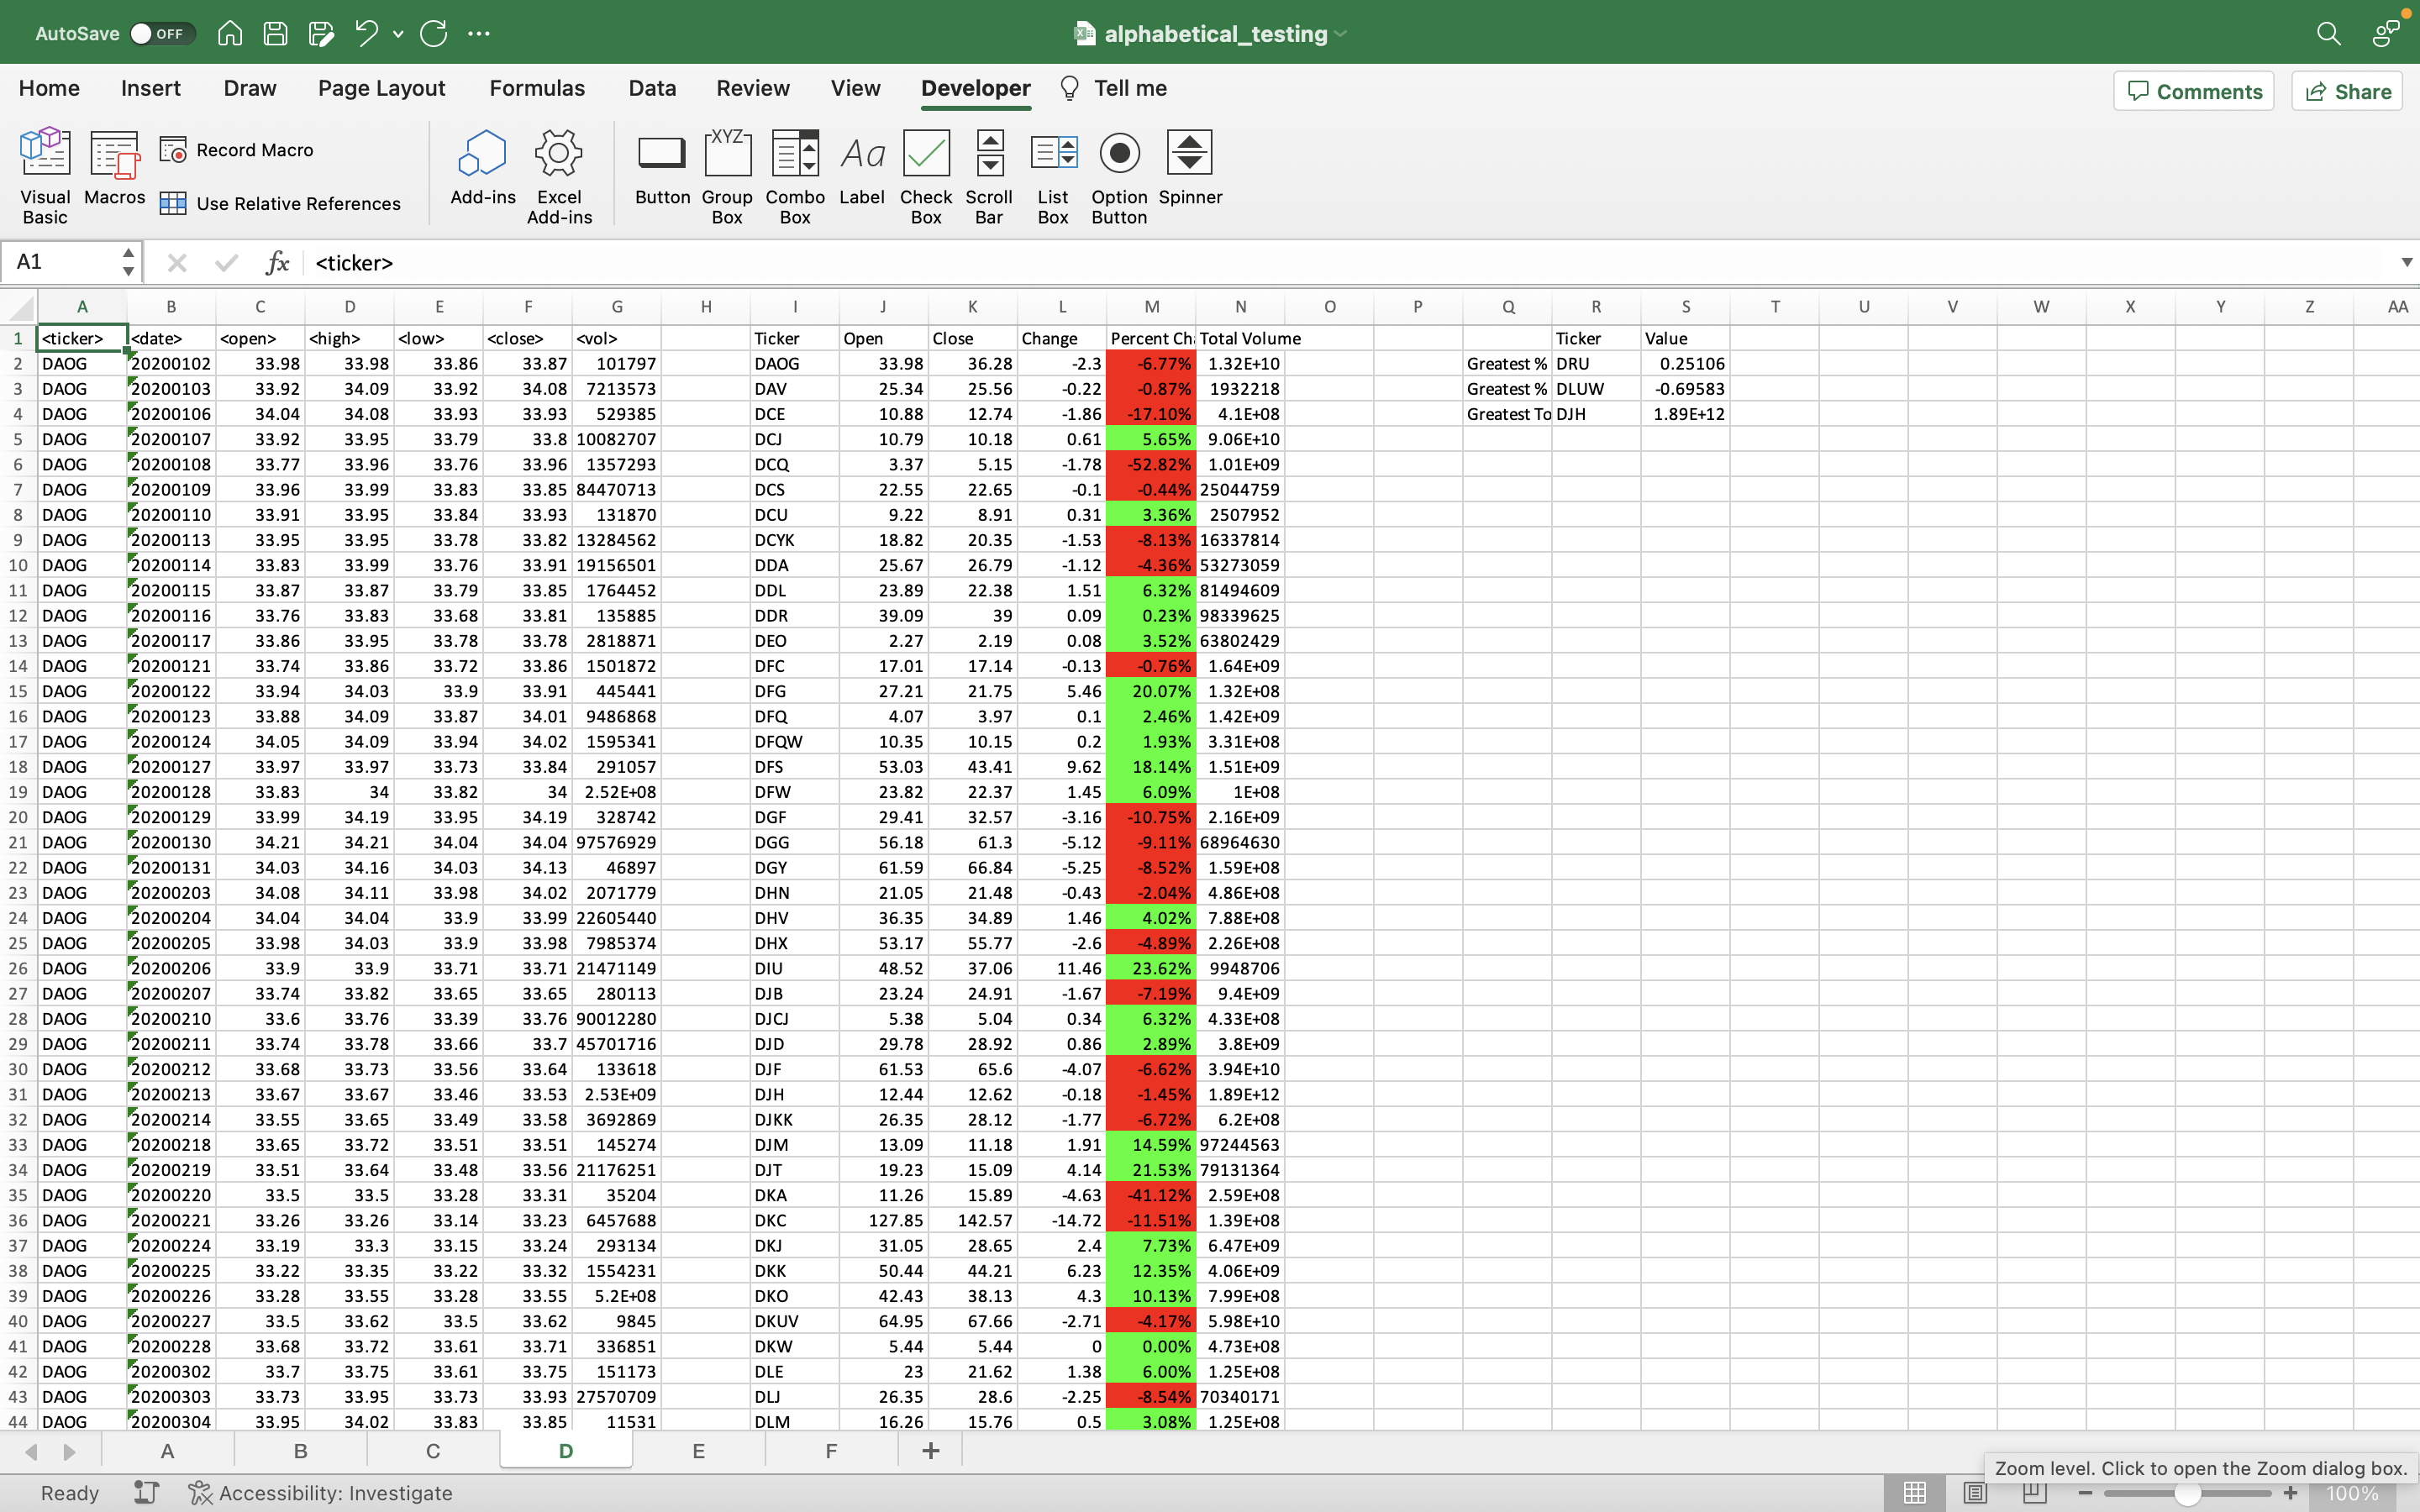 AutoSave OFF alphabetical_testing
Home Insert Draw Page Layout Formulas Data Review View Developer Tell me Comments Share
Visual Basic Macros Record Macro Use Relative References Add-ins Excel Add-ins Button XYZ Group Box Combo Box Aa Label Check Box Scroll Bar List Box Option Button Spinner
A1 fx <ticker>
A B C D E F G H I J K L M N O P Q R S T U V W X Y Z AA
1 <ticker> <date> <open> <high> <low> <close> <vol> Ticker Open Close Change Percent Ch Total Volume Ticker Value
2 DAOG 20200102 33.98 33.98 33.86 33.87 101797 DAOG 33.98 36.28 -2.3 -6.77% 1.32E+10 Greatest % DRU 0.25106
3 DAOG 20200103 33.92 34.09 33.92 34.08 7213573 DAV 25.34 25.56 -0.22 -0.87% 1932218 Greatest % DLUW -0.69583
4 DAOG 20200106 34.04 34.08 33.93 33.93 529385 DCE 10.88 12.74 -1.86 -17.10% 4.1E+08 Greatest To DJH 1.89E+12
5 DAOG 20200107 33.92 33.95 33.79 33.8 10082707 DCJ 10.79 10.18 0.61 5.65% 9.06E+10
6 DAOG 20200108 33.77 33.96 33.76 33.96 1357293 DCQ 3.37 5.15 -1.78 -52.82% 1.01E+09
7 DAOG 20200109 33.96 33.99 33.83 33.85 84470713 DCS 22.55 22.65 -0.1 -0.44% 25044759
8 DAOG 20200110 33.91 33.95 33.84 33.93 131870 DCU 9.22 8.91 0.31 3.36% 2507952
9 DAOG 20200113 33.95 33.95 33.78 33.82 13284562 DCYK 18.82 20.35 -1.53 -8.13% 16337814
10 DAOG 20200114 33.83 33.99 33.76 33.91 19156501 DDA 25.67 26.79 -1.12 -4.36% 53273059
11 DAOG 20200115 33.87 33.87 33.79 33.85 1764452 DDL 23.89 22.38 1.51 6.32% 81494609
12 DAOG 20200116 33.76 33.83 33.68 33.81 135885 DDR 39.09 39 0.09 0.23% 98339625
13 DAOG 20200117 33.86 33.95 33.78 33.78 2818871 DEO 2.27 2.19 0.08 3.52% 63802429
14 DAOG 20200121 33.74 33.86 33.72 33.86 1501872 DFC 17.01 17.14 -0.13 -0.76% 1.64E+09
15 DAOG 20200122 33.94 34.03 33.9 33.91 445441 DFG 27.21 21.75 5.46 20.07% 1.32E+08
16 DAOG 20200123 33.88 34.09 33.87 34.01 9486868 DFQ 4.07 3.97 0.1 2.46% 1.42E+09
17 DAOG 20200124 34.05 34.09 33.94 34.02 1595341 DFQW 10.35 10.15 0.2 1.93% 3.31E+08
18 DAOG 20200127 33.97 33.97 33.73 33.84 291057 DFS 53.03 43.41 9.62 18.14% 1.51E+09
19 DAOG 20200128 33.83 34 33.82 34 2.52E+08 DFW 23.82 22.37 1.45 6.09% 1E+08
20 DAOG 20200129 33.99 34.19 33.95 34.19 328742 DGF 29.41 32.57 -3.16 -10.75% 2.16E+09
21 DAOG 20200130 34.21 34.21 34.04 34.04 97576929 DGG 56.18 61.3 -5.12 -9.11% 68964630
22 DAOG 20200131 34.03 34.16 34.03 34.13 46897 DGY 61.59 66.84 -5.25 -8.52% 1.59E+08
23 DAOG 20200203 34.08 34.11 33.98 34.02 2071779 DHN 21.05 21.48 -0.43 -2.04% 4.86E+08
24 DAOG 20200204 34.04 34.04 33.9 33.99 22605440 DHV 36.35 34.89 1.46 4.02% 7.88E+08
25 DAOG 20200205 33.98 34.03 33.9 33.98 7985374 DHX 53.17 55.77 -2.6 -4.89% 2.26E+08
26 DAOG 20200206 33.9 33.9 33.71 33.71 21471149 DIU 48.52 37.06 11.46 23.62% 9948706
27 DAOG 20200207 33.74 33.82 33.65 33.65 280113 DJB 23.24 24.91 -1.67 -7.19% 9.4E+09
28 DAOG 20200210 33.6 33.76 33.39 33.76 90012280 DJCJ 5.38 5.04 0.34 6.32% 4.33E+08
29 DAOG 20200211 33.74 33.78 33.66 33.7 45701716 DJD 29.78 28.92 0.86 2.89% 3.8E+09
30 DAOG 20200212 33.68 33.73 33.56 33.64 133618 DJF 61.53 65.6 -4.07 -6.62% 3.94E+10
31 DAOG 20200213 33.67 33.67 33.46 33.53 2.53E+09 DJH 12.44 12.62 -0.18 -1.45% 1.89E+12
32 DAOG 20200214 33.55 33.65 33.49 33.58 3692869 DJKK 26.35 28.12 -1.77 -6.72% 6.2E+08
33 DAOG 20200218 33.65 33.72 33.51 33.51 145274 DJM 13.09 11.18 1.91 14.59% 97244563
34 DAOG 20200219 33.51 33.64 33.48 33.56 21176251 DJT 19.23 15.09 4.14 21.53% 79131364
35 DAOG 20200220 33.5 33.5 33.28 33.31 35204 DKA 11.26 15.89 -4.63 -41.12% 2.59E+08
36 DAOG 20200221 33.26 33.26 33.14 33.23 6457688 DKC 127.85 142.57 -14.72 -11.51% 1.39E+08
37 DAOG 20200224 33.19 33.3 33.15 33.24 293134 DKJ 31.05 28.65 2.4 7.73% 6.47E+09
38 DAOG 20200225 33.22 33.35 33.22 33.32 1554231 DKK 50.44 44.21 6.23 12.35% 4.06E+09
39 DAOG 20200226 33.28 33.55 33.28 33.55 5.2E+08 DKO 42.43 38.13 4.3 10.13% 7.99E+08
40 DAOG 20200227 33.5 33.62 33.5 33.62 9845 DKUV 64.95 67.66 -2.71 -4.17% 5.98E+10
41 DAOG 20200228 33.68 33.72 33.61 33.71 336851 DKW 5.44 5.44 0 0.00% 4.73E+08
42 DAOG 20200302 33.7 33.75 33.61 33.75 151173 DLE 23 21.62 1.38 6.00% 1.25E+08
43 DAOG 20200303 33.73 33.95 33.73 33.93 27570709 DLJ 26.35 28.6 -2.25 -8.54% 70340171
44 DAOG 20200304 33.95 34.02 33.83 33.85 11531 DLM 16.26 15.76 0.5 3.08% 1.25E+08
A B C D E F +
Zoom level. Click to open the Zoom dialog box.
Ready Accessibility: Investigate 100%